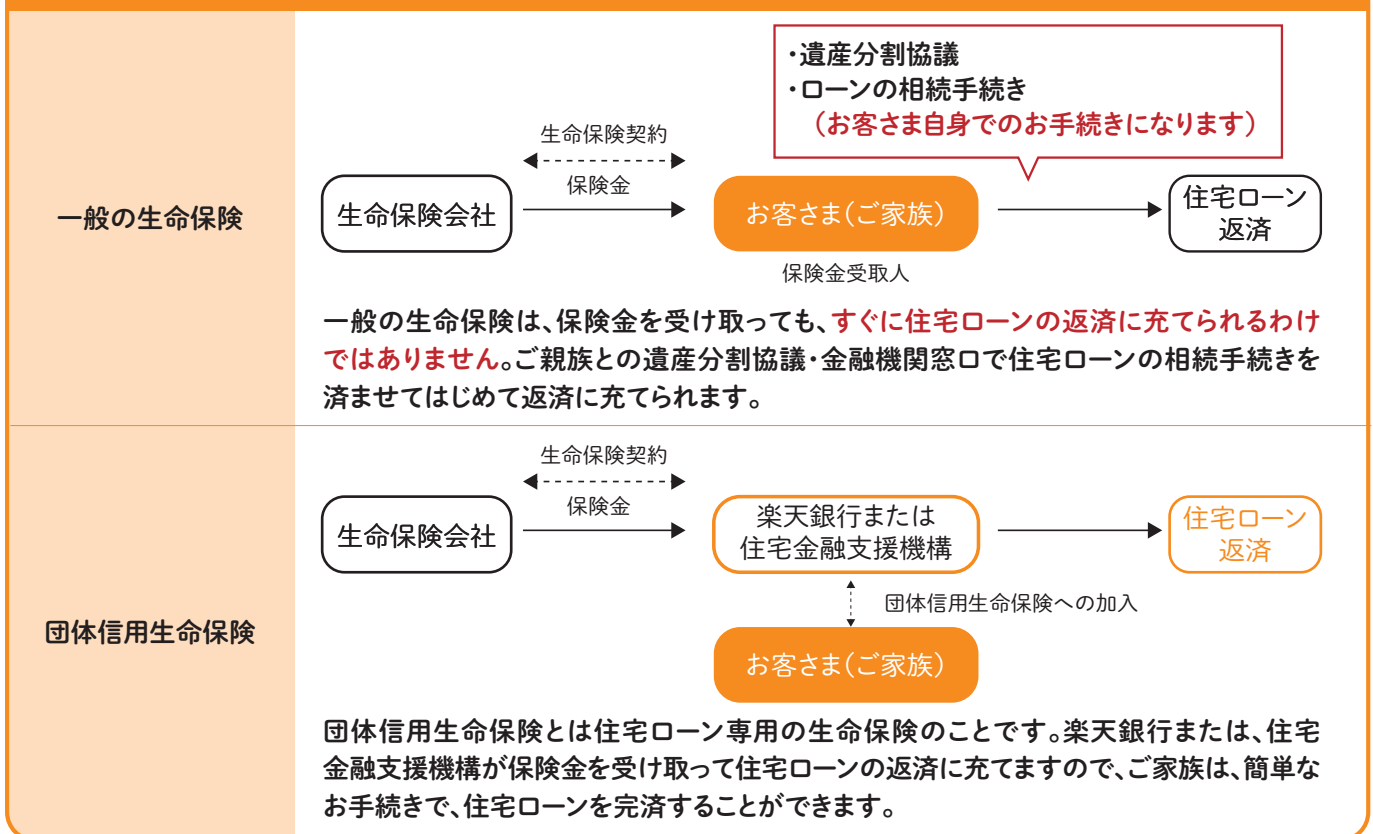 ・遺産分割協議
・ローンの相続手続き
（お客さま自身でのお手続きになります）
一般の生命保険
生命保険契約
保険金
生命保険会社
お客さま（ご家族）
保険金受取人
住宅ローン
返済
一般の生命保険は、保険金を受け取っても、すぐに住宅ローンの返済に充てられるわけ
ではありません。ご親族との遺産分割協議・金融機関窓口で住宅ローンの相続手続きを
済ませてはじめて返済に充てられます。
団体信用生命保険
生命保険契約
保険金
生命保険会社
楽天銀行または
住宅金融支援機構
住宅ローン
返済
団体信用生命保険への加入
お客さま（ご家族）
団体信用生命保険とは住宅ローン専用の生命保険のことです。楽天銀行または、住宅
金融支援機構が保険金を受け取って住宅ローンの返済に充てますので、ご家族は、簡単な
お手続きで、住宅ローンを完済することができます。